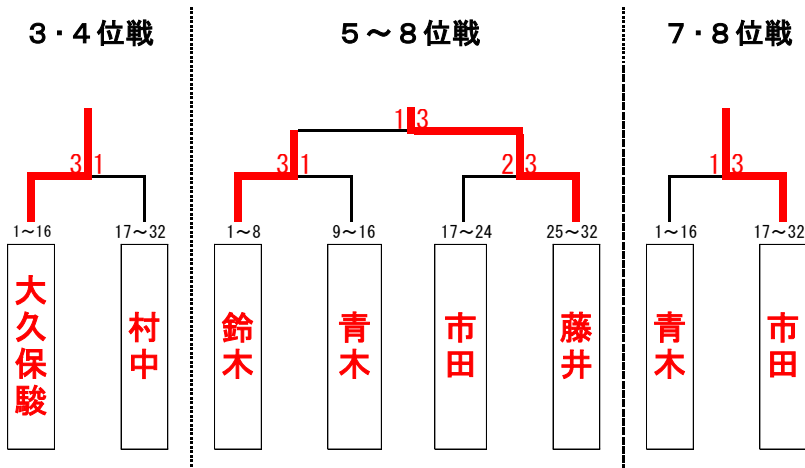 3・4位戦
5～8位戦
7・8位戦
1 3
3 1
3 1
2 3
1 3
1～16
17～32
1～8
9～16
17～24
25～32
1～16
17～32
大久保駿
村中
鈴木
青木
市田
藤井
青木
市田